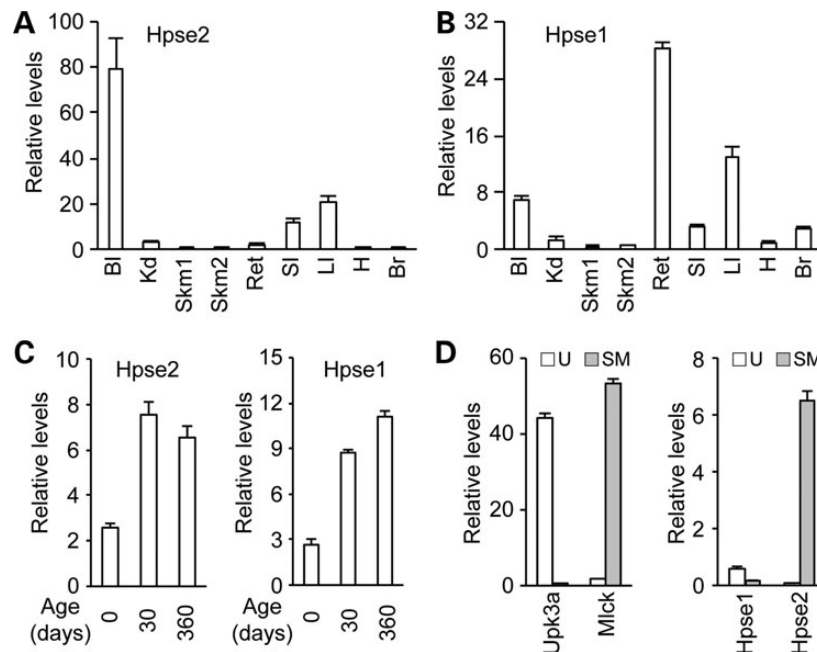 A
Hpse2
Relative levels
100
80
60
40
20
0
Bl
Kd
Skm1
Skm2
Ret
SI
LI
H
Br
B
Hpse1
Relative levels
32
24
16
8
0
Bl
Kd
Skm1
Skm2
Ret
SI
LI
H
Br
C
Hpse2
Relative levels
10
8
6
4
2
0
Age
(days)
0
30
360
Hpse1
Relative levels
15
12
9
6
3
0
Age
(days)
0
30
360
D
U SM
Relative levels
60
40
20
0
Upk3a
Mlck
U SM
Relative levels
8
6
4
2
0
Hpse1
Hpse2